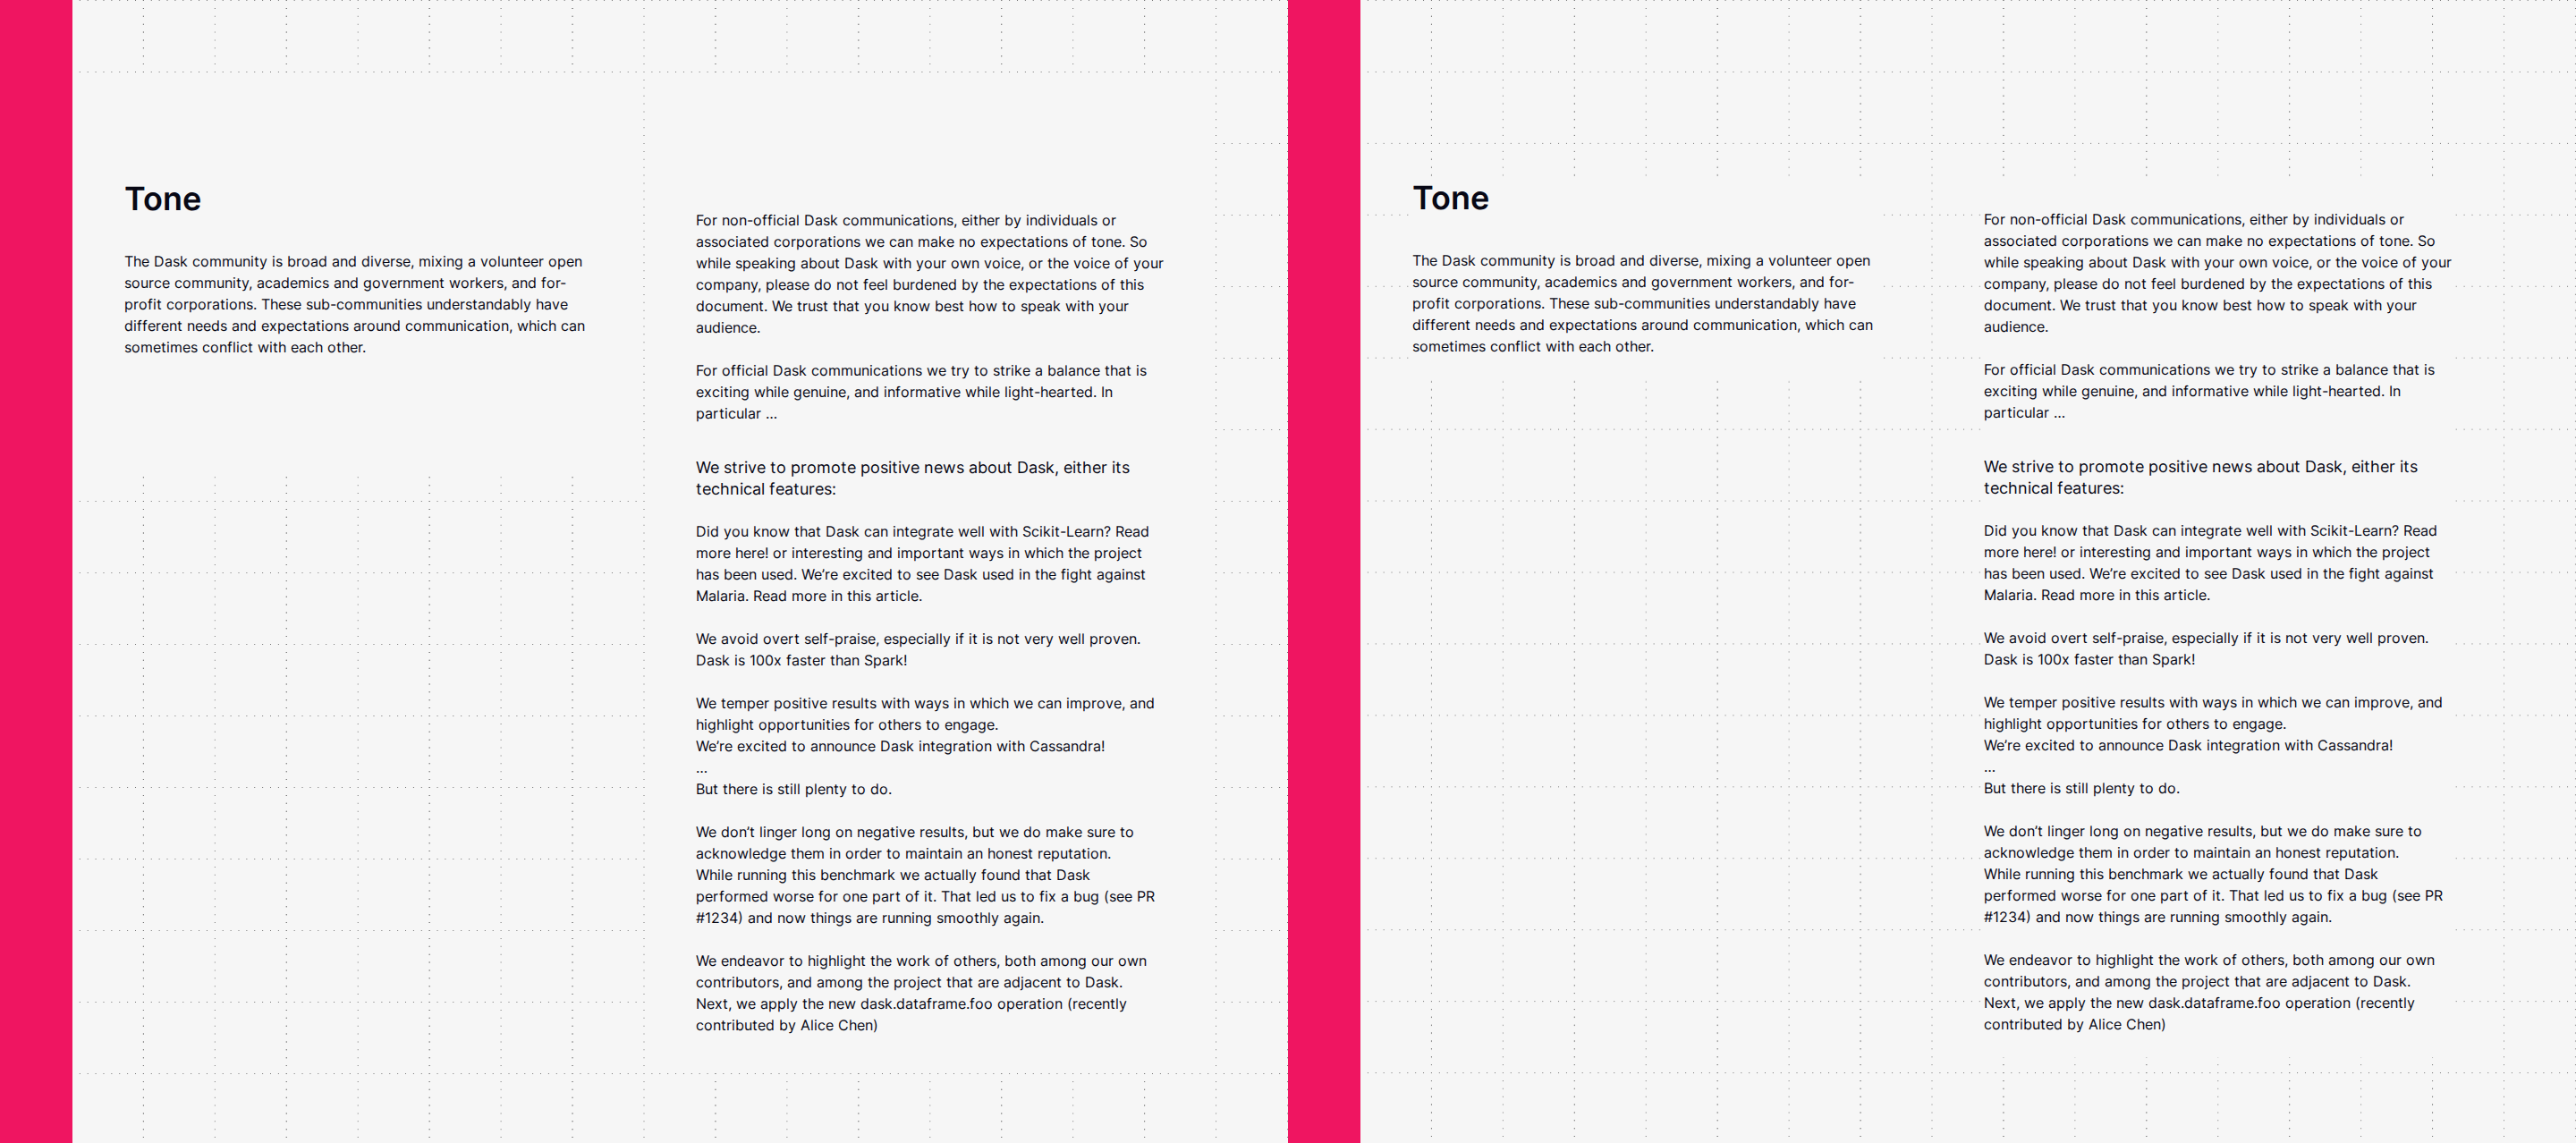 Tone
The Dask community is broad and diverse, mixing a volunteer open
source community, academics and government workers, and for-
profit corporations. These sub-communities understandably have
different needs and expectations around communication, which can
sometimes conflict with each other.
For non-official Dask communications, either by individuals or
associated corporations we can make no expectations of tone. So
while speaking about Dask with your own voice, or the voice of your
company, please do not feel burdened by the expectations of this
document. We trust that you know best how to speak with your
audience.
For official Dask communications we try to strike a balance that is
exciting while genuine, and informative while light-hearted. In
particular ...
We strive to promote positive news about Dask, either its
technical features:
Did you know that Dask can integrate well with Scikit-Learn? Read
more here! or interesting and important ways in which the project
has been used. We’re excited to see Dask used in the fight against
Malaria. Read more in this article.
We avoid overt self-praise, especially if it is not very well proven.
Dask is 100x faster than Spark!
We temper positive results with ways in which we can improve, and
highlight opportunities for others to engage.
We’re excited to announce Dask integration with Cassandra!
...
But there is still plenty to do.
We don’t linger long on negative results, but we do make sure to
acknowledge them in order to maintain an honest reputation.
While running this benchmark we actually found that Dask
performed worse for one part of it. That led us to fix a bug (see PR
#1234) and now things are running smoothly again.
We endeavor to highlight the work of others, both among our own
contributors, and among the project that are adjacent to Dask.
Next, we apply the new dask.dataframe.foo operation (recently
contributed by Alice Chen)
Tone
The Dask community is broad and diverse, mixing a volunteer open
source community, academics and government workers, and for-
profit corporations. These sub-communities understandably have
different needs and expectations around communication, which can
sometimes conflict with each other.
For non-official Dask communications, either by individuals or
associated corporations we can make no expectations of tone. So
while speaking about Dask with your own voice, or the voice of your
company, please do not feel burdened by the expectations of this
document. We trust that you know best how to speak with your
audience.
For official Dask communications we try to strike a balance that is
exciting while genuine, and informative while light-hearted. In
particular ...
We strive to promote positive news about Dask, either its
technical features:
Did you know that Dask can integrate well with Scikit-Learn? Read
more here! or interesting and important ways in which the project
has been used. We’re excited to see Dask used in the fight against
Malaria. Read more in this article.
We avoid overt self-praise, especially if it is not very well proven.
Dask is 100x faster than Spark!
We temper positive results with ways in which we can improve, and
highlight opportunities for others to engage.
We’re excited to announce Dask integration with Cassandra!
...
But there is still plenty to do.
We don’t linger long on negative results, but we do make sure to
acknowledge them in order to maintain an honest reputation.
While running this benchmark we actually found that Dask
performed worse for one part of it. That led us to fix a bug (see PR
#1234) and now things are running smoothly again.
We endeavor to highlight the work of others, both among our own
contributors, and among the project that are adjacent to Dask.
Next, we apply the new dask.dataframe.foo operation (recently
contributed by Alice Chen)